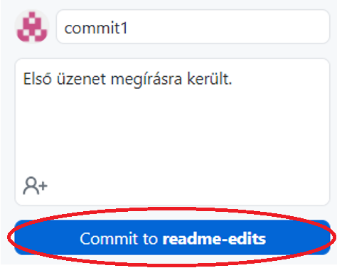 commit1
Első üzenet megírásra került.
Commit to readme-edits